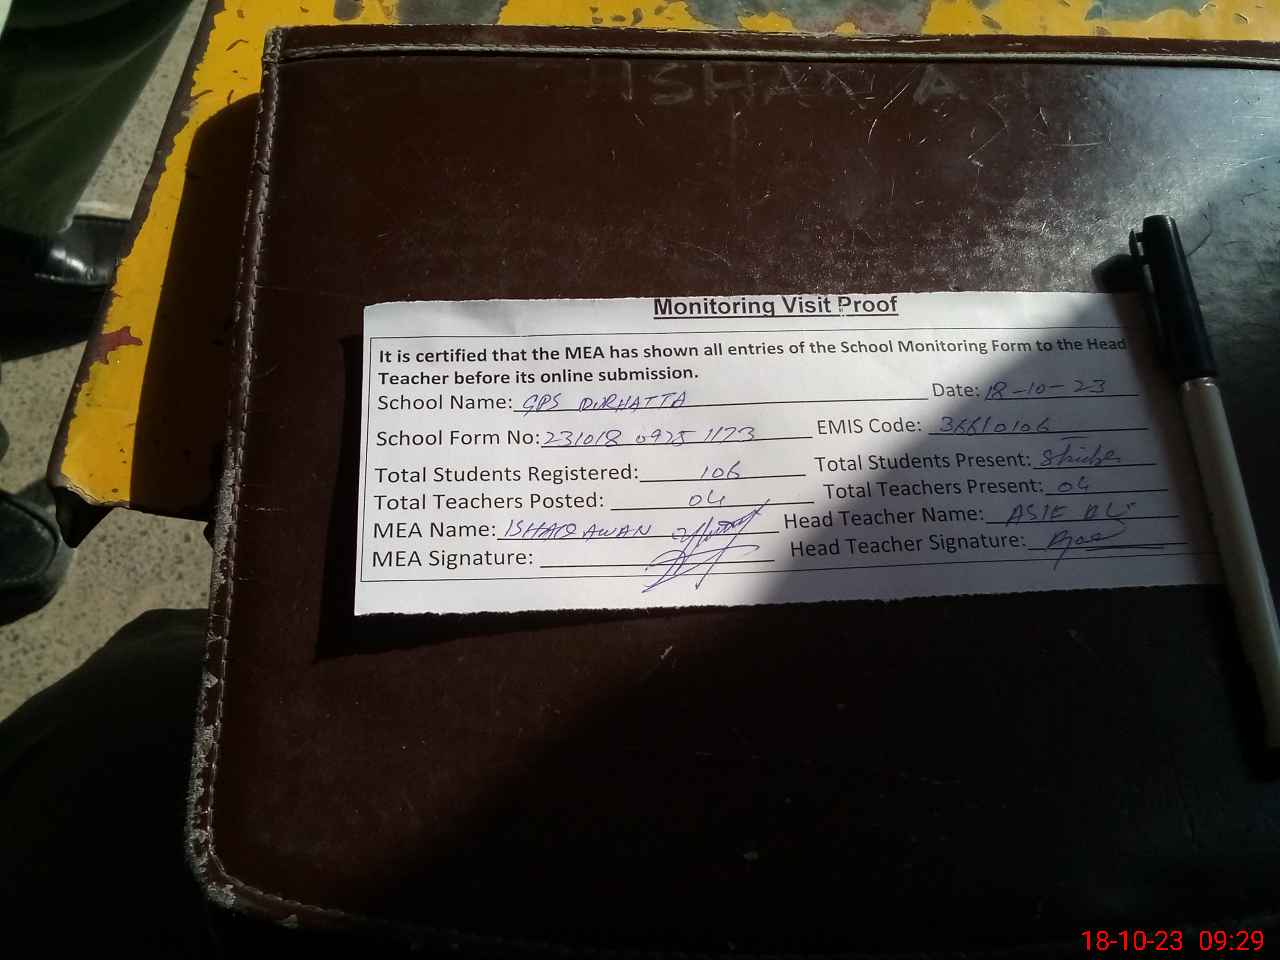 Monitoring Visit Proof
It is certified that the MEA has shown all entries of the School Monitoring Form to the Head
Teacher before its online submission.
School Name: GPS DIRHATTA Date: 18-10-23
School Form No: 231018 0925 1173 EMIS Code: 36610106
Total Students Registered: 106 Total Students Present:
Total Teachers Posted: 04 Total Teachers Present: 04
MEA Name: ISHAQ AWAN Head Teacher Name: ASIF ALI
MEA Signature: Head Teacher Signature:
18-10-23 09:29